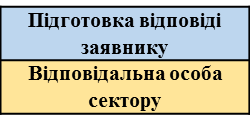 Підготовка відповіді
заявнику
Відповідальна особа
сектору